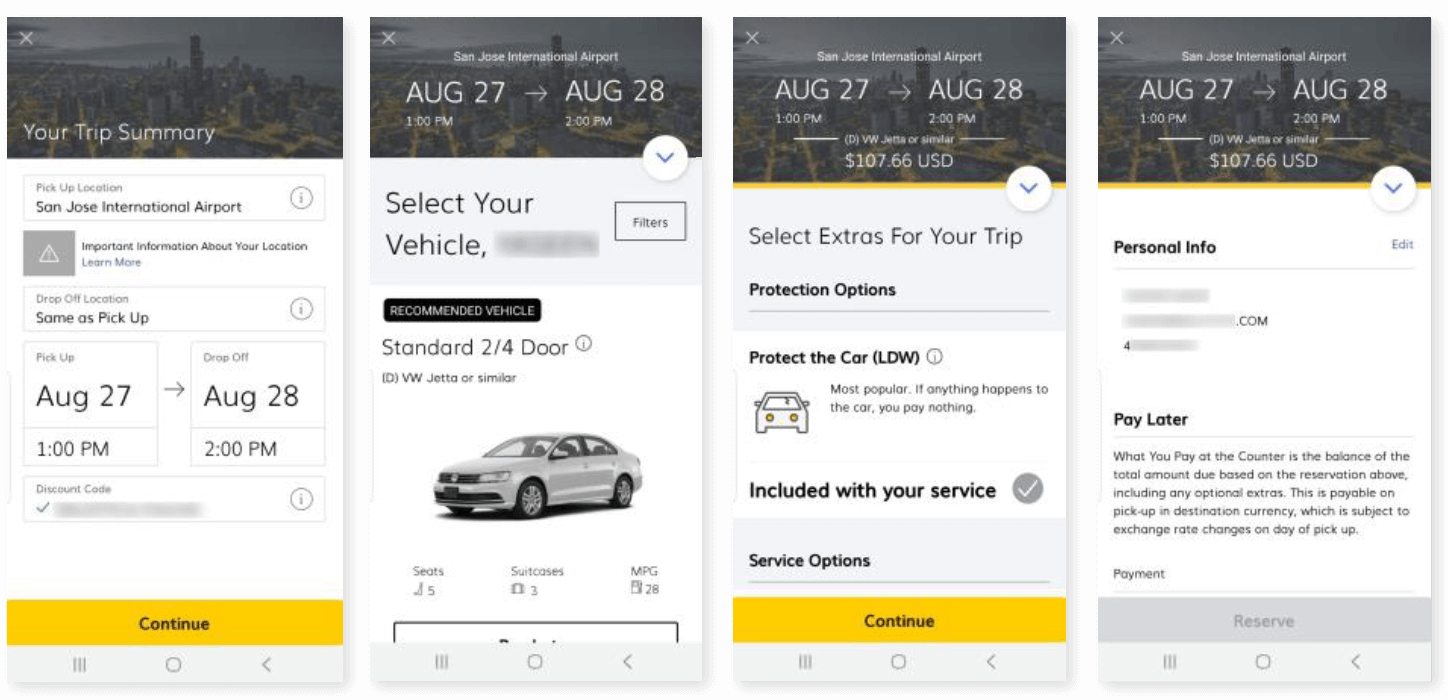 Your Trip Summary
Pick Up Location
San Jose International Airport
Important Information About Your Location
Learn More
Drop Off Location
Same as Pick Up
Pick Up
Aug 27
1:00 PM
Drop Off
Aug 28
2:00 PM
Discount Code
Continue
San Jose International Airport
AUG 27 → AUG 28
1:00 PM 2:00 PM
Select Your
Vehicle,
Filters
RECOMMENDED VEHICLE
Standard 2/4 Door
(D) VW Jetta or similar
Seats Suitcases MPG
5 3 28
San Jose International Airport
AUG 27 → AUG 28
1:00 PM 2:00 PM
(D) VW Jetta or similar
$107.66 USD
Select Extras For Your Trip
Protection Options
Protect the Car (LDW)
Most popular. If anything happens to
the car, you pay nothing.
Included with your service
Service Options
Continue
San Jose International Airport
AUG 27 → AUG 28
1:00 PM 2:00 PM
(D) VW Jetta or similar
$107.66 USD
Personal Info Edit
.COM
4
Pay Later
What You Pay at the Counter is the balance of the
total amount due based on the reservation above,
including any optional extras. This is payable on
pick-up in destination currency, which is subject to
exchange rate changes on day of pick up.
Payment
Reserve